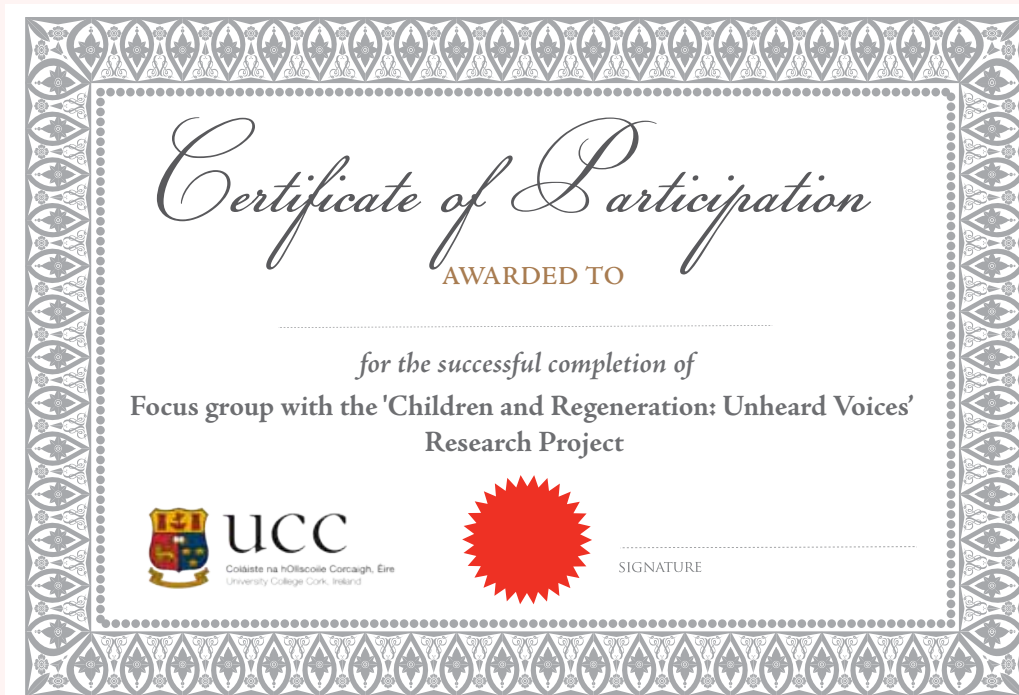 Certificate of Participation
AWARDED TO
for the successful completion of
Focus group with the 'Children and Regeneration: Unheard Voices’
Research Project
UCC
Coláiste na hOllscoile Corcaigh, Éire
University College Cork, Ireland
SIGNATURE